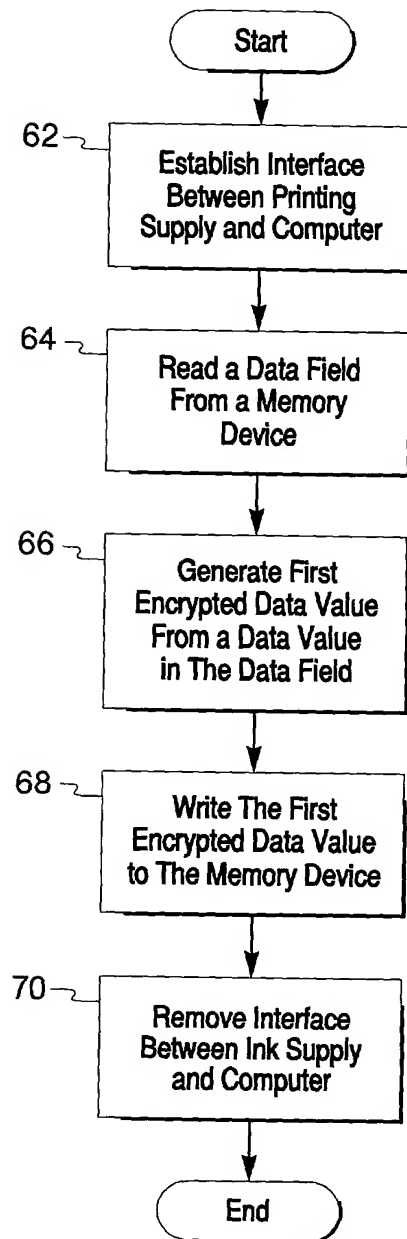 Start
62
Establish Interface
Between Printing
Supply and Computer
64
Read a Data Field
From a Memory
Device
66
Generate First
Encrypted Data Value
From a Data Value
in The Data Field
68
Write The First
Encrypted Data Value
to The Memory Device
70
Remove Interface
Between Ink Supply
and Computer
End